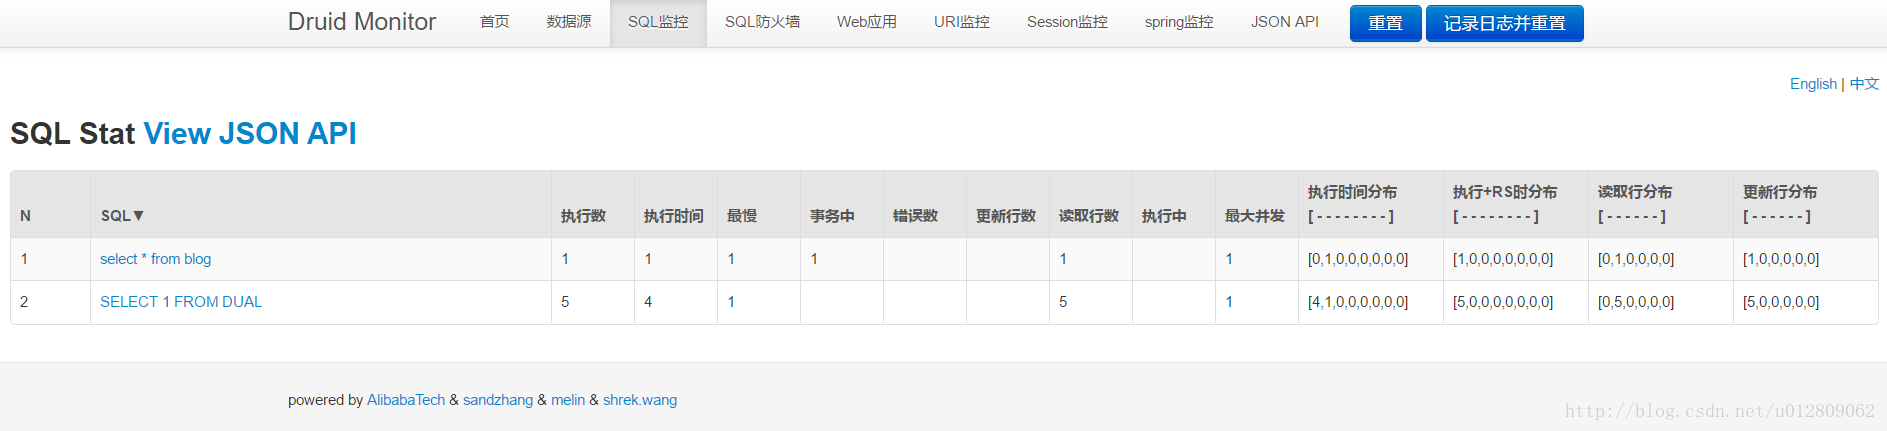 Druid Monitor 首页 数据源 SQL监控 SQL防火墙 Web应用 URI监控 Session监控 spring监控 JSON API 重置 记录日志并重置
English | 中文
SQL Stat View JSON API
N SQL▼ 执行数 执行时间 最慢 事务中 错误数 更新行数 读取行数 执行中 最大并发 执行时间分布 [ - - - - - - - - ] 执行+RS时分布 [ - - - - - - - - ] 读取行分布 [ - - - - - - ] 更新行分布 [ - - - - - - ]
1 select * from blog 1 1 1 1 1 1 [0,1,0,0,0,0,0,0] [1,0,0,0,0,0,0,0] [0,1,0,0,0,0] [1,0,0,0,0,0]
2 SELECT 1 FROM DUAL 5 4 1 5 1 [4,1,0,0,0,0,0,0] [5,0,0,0,0,0,0,0] [0,5,0,0,0,0] [5,0,0,0,0,0]
powered by AlibabaTech & sandzhang & melin & shrek.wang
http://blog.csdn.net/u012809062